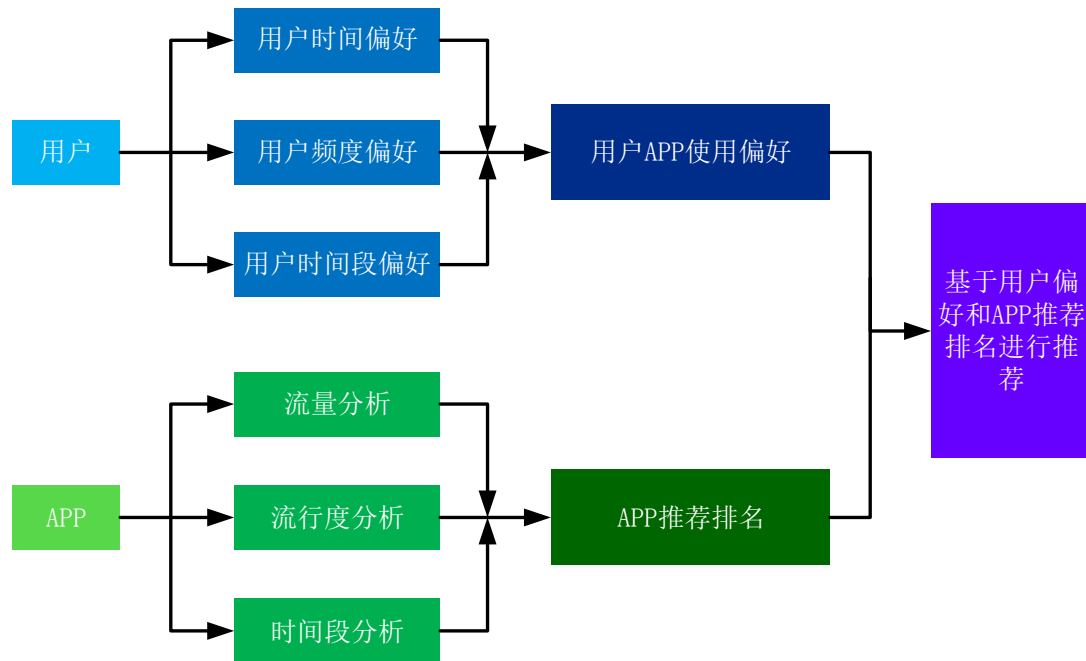 用户时间偏好
用户
用户频度偏好
用户APP使用偏好
用户时间段偏好
基于用户偏
好和APP推荐
排名进行推
荐
流量分析
APP
流行度分析
APP推荐排名
时间段分析